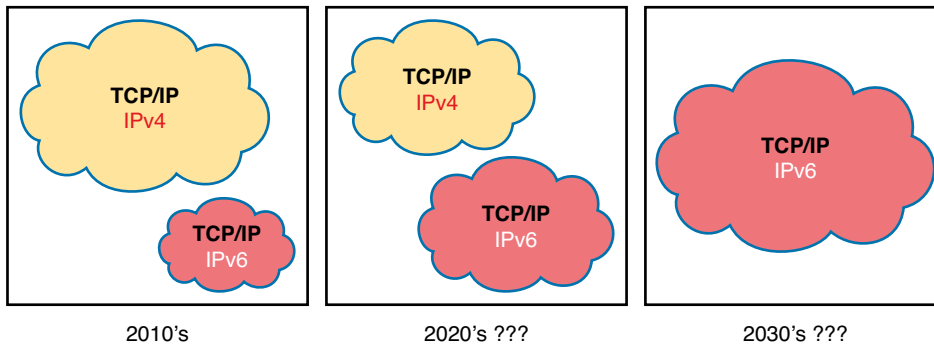 TCP/IP
IPv4
TCP/IP
IPv6
2010's
TCP/IP
IPv4
TCP/IP
IPv6
2020's ???
TCP/IP
IPv6
2030's ???